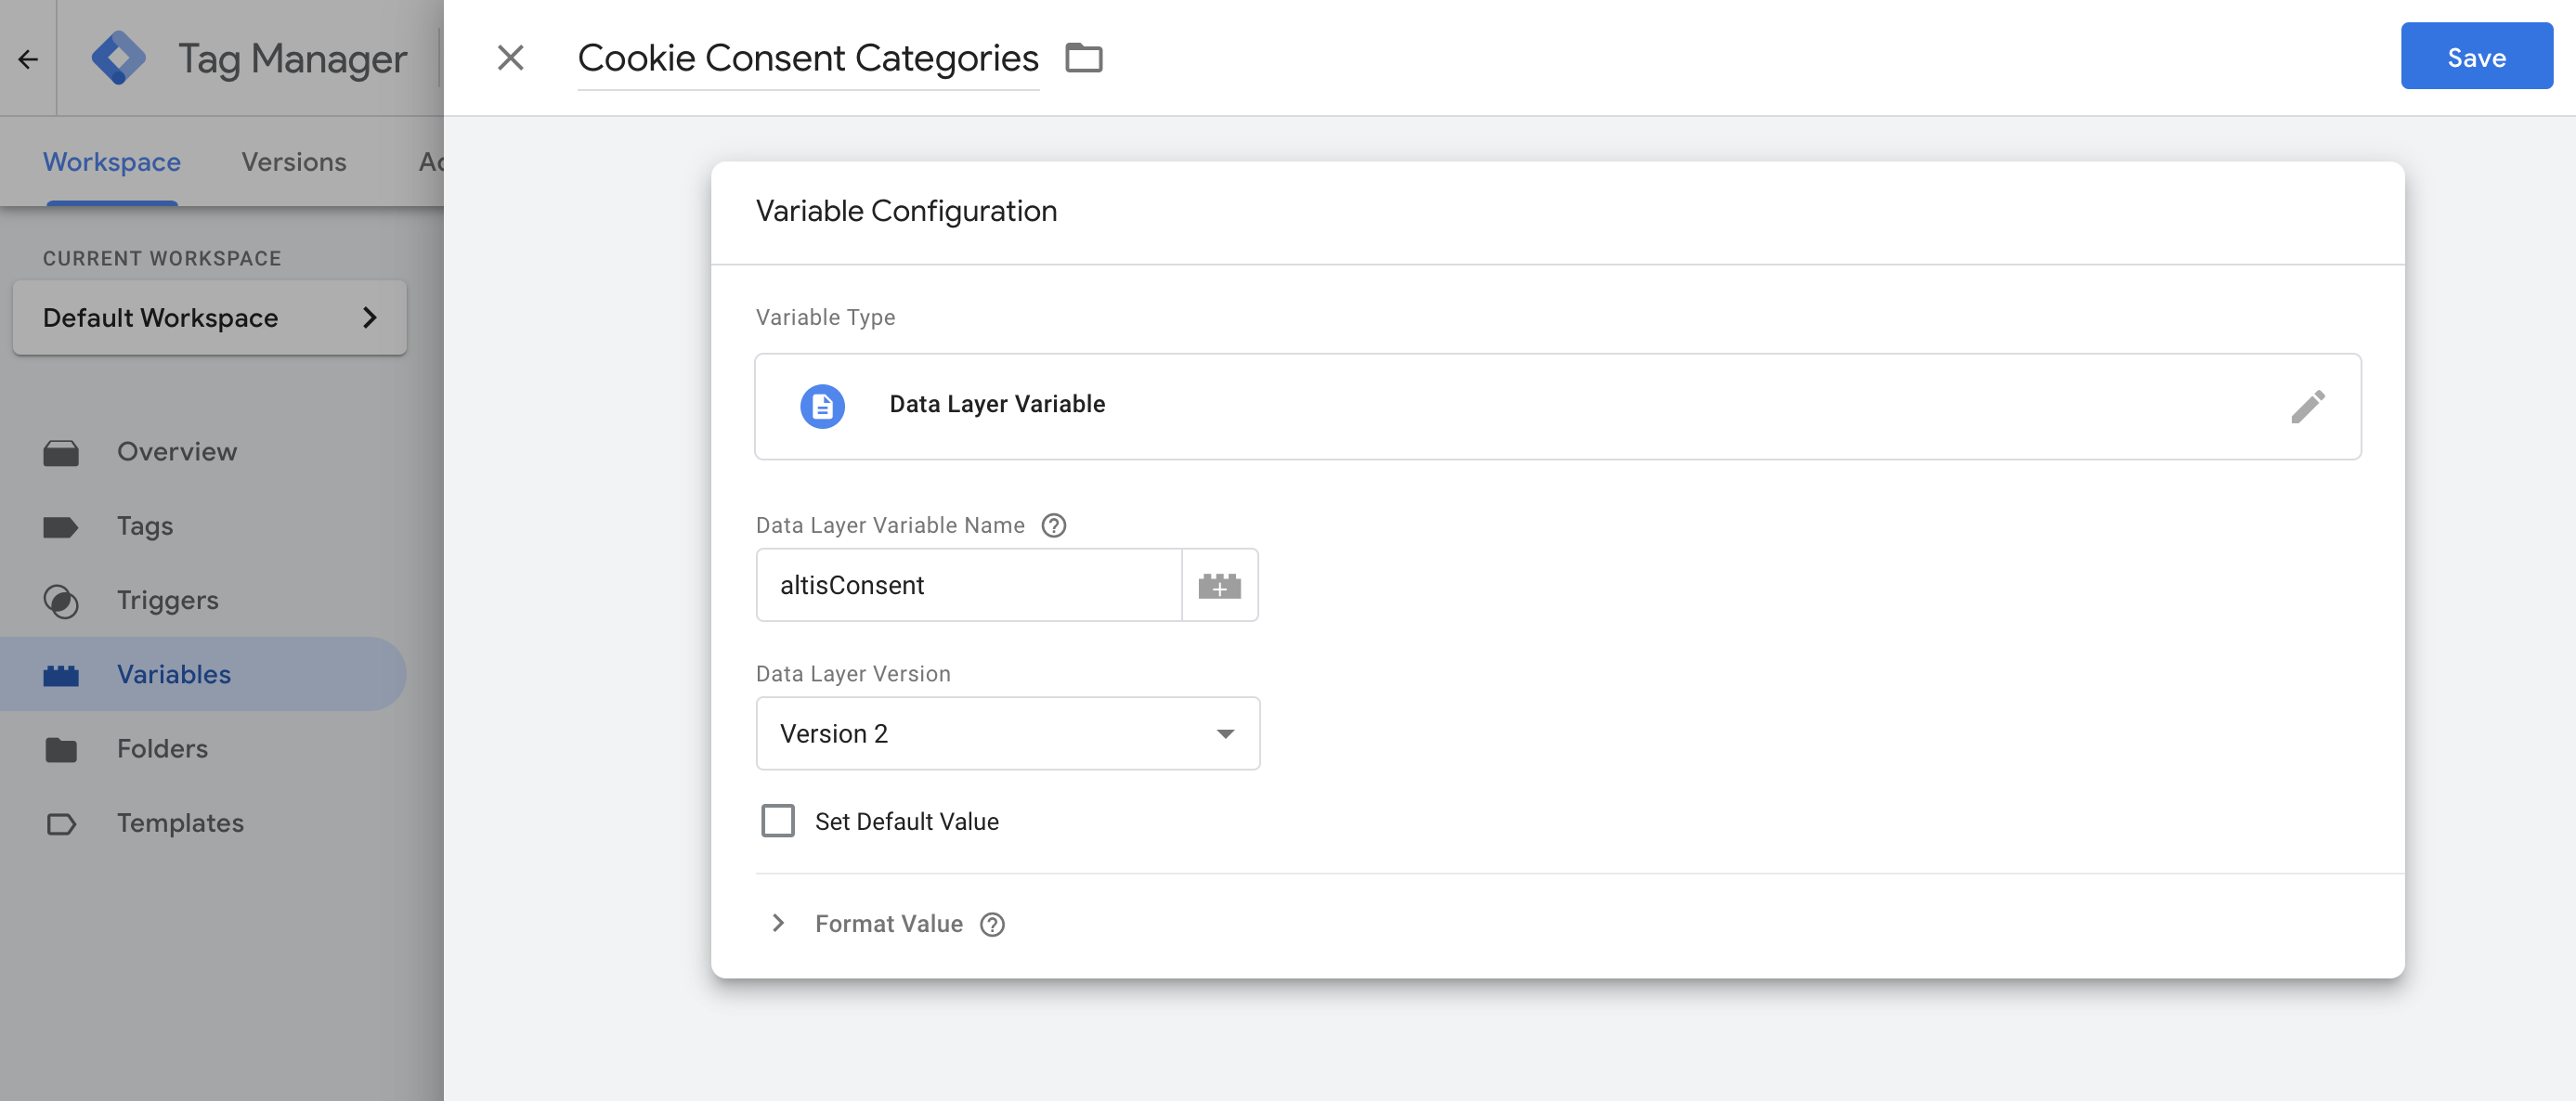 Tag Manager
Cookie Consent Categories
Save
Workspace
Versions
CURRENT WORKSPACE
Default Workspace
Overview
Tags
Triggers
Variables
Folders
Templates
Variable Configuration
Variable Type
Data Layer Variable
Data Layer Variable Name
altisConsent
Data Layer Version
Version 2
Set Default Value
Format Value